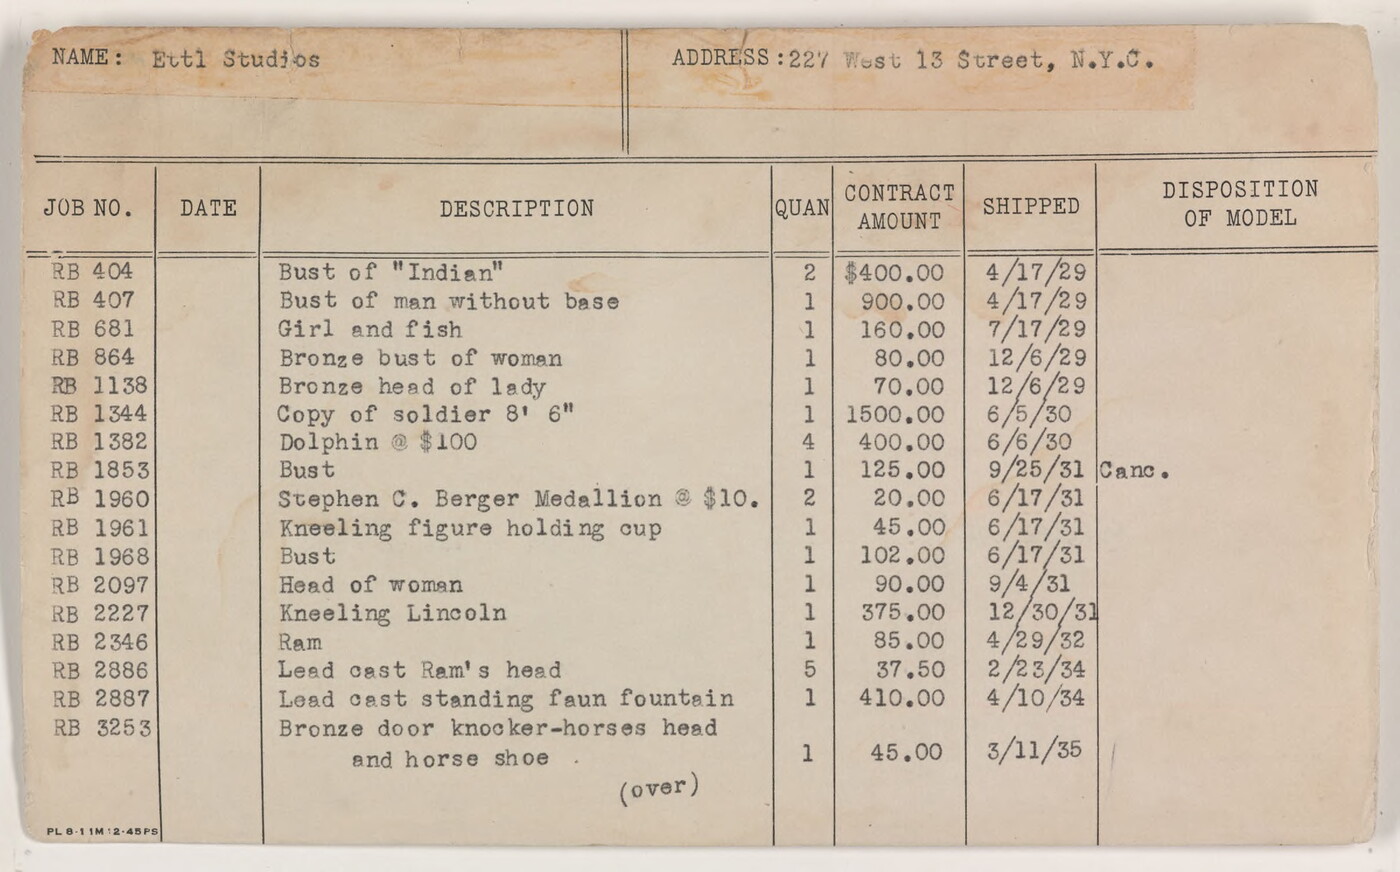 NAME: Ettl Studios ADDRESS: 227 West 13 Street, N.Y.C.
JOB NO. DATE DESCRIPTION QUAN CONTRACT AMOUNT SHIPPED DISPOSITION OF MODEL
RB 404 Bust of "Indian" 2 $400.00 4/17/29
RB 407 Bust of man without base 1 900.00 4/17/29
RB 681 Girl and fish 1 160.00 7/17/29
RB 864 Bronze bust of woman 1 80.00 12/6/29
RB 1138 Bronze head of lady 1 70.00 12/6/29
RB 1344 Copy of soldier 8' 6" 1 1500.00 6/5/30
RB 1382 Dolphin @ $100 4 400.00 6/6/30
RB 1853 Bust 1 125.00 9/25/31 Canc.
RB 1960 Stephen C. Berger Medallion @ $10. 2 20.00 6/17/31
RB 1961 Kneeling figure holding cup 1 45.00 6/17/31
RB 1968 Bust 1 102.00 6/17/31
RB 2097 Head of woman 1 90.00 9/4/31
RB 2227 Kneeling Lincoln 1 375.00 12/30/31
RB 2346 Ram 1 85.00 4/29/32
RB 2886 Lead cast Ram's head 5 37.50 2/23/34
RB 2887 Lead cast standing faun fountain 1 410.00 4/10/34
RB 3253 Bronze door knocker-horses head
and horse shoe 1 45.00 3/11/35
(over)
PL 8-1 1M 12-45 PS